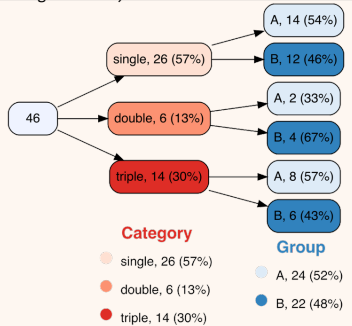 A, 14 (54%)
single, 26 (57%)
B, 12 (46%)
A, 2 (33%)
46
double, 6 (13%)
B, 4 (67%)
triple, 14 (30%)
A, 8 (57%)
B, 6 (43%)
Category
single, 26 (57%)
double, 6 (13%)
triple, 14 (30%)
Group
A, 24 (52%)
B, 22 (48%)